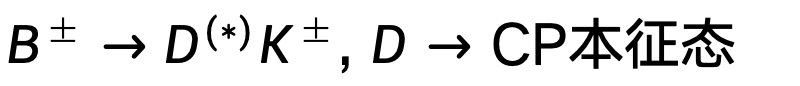 B± → D(*)K±, D → CP本征态